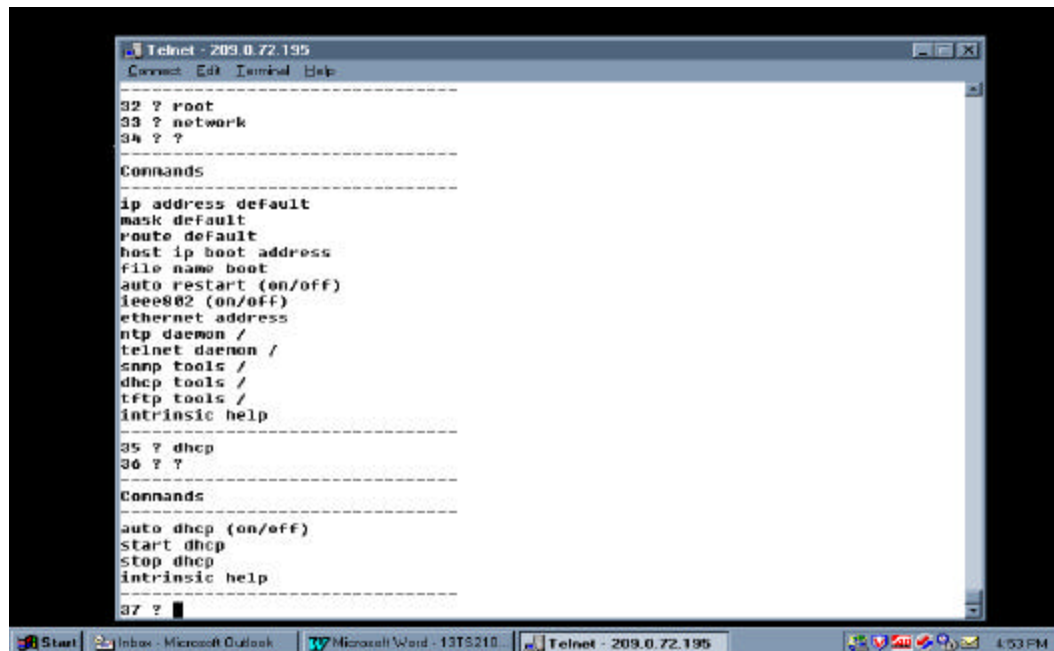 Telnet - 209.0.72.195
Connect Edit Terminal Help
--------------------------------
32 ? root
33 ? network
34 ? ?
--------------------------------
Commands
--------------------------------
ip address default
mask default
route default
host ip boot address
file name boot
auto restart (on/off)
ieee802 (on/off)
ethernet address
ntp daemon /
telnet daemon /
snmp tools /
dhcp tools /
tftp tools /
intrinsic help
--------------------------------
35 ? dhcp
36 ? ?
--------------------------------
Commands
--------------------------------
auto dhcp (on/off)
start dhcp
stop dhcp
intrinsic help
--------------------------------
37 ?
Start Inbox - Microsoft Outlook Microsoft Word - 13TS210... Telnet - 209.0.72.195 4:53 PM